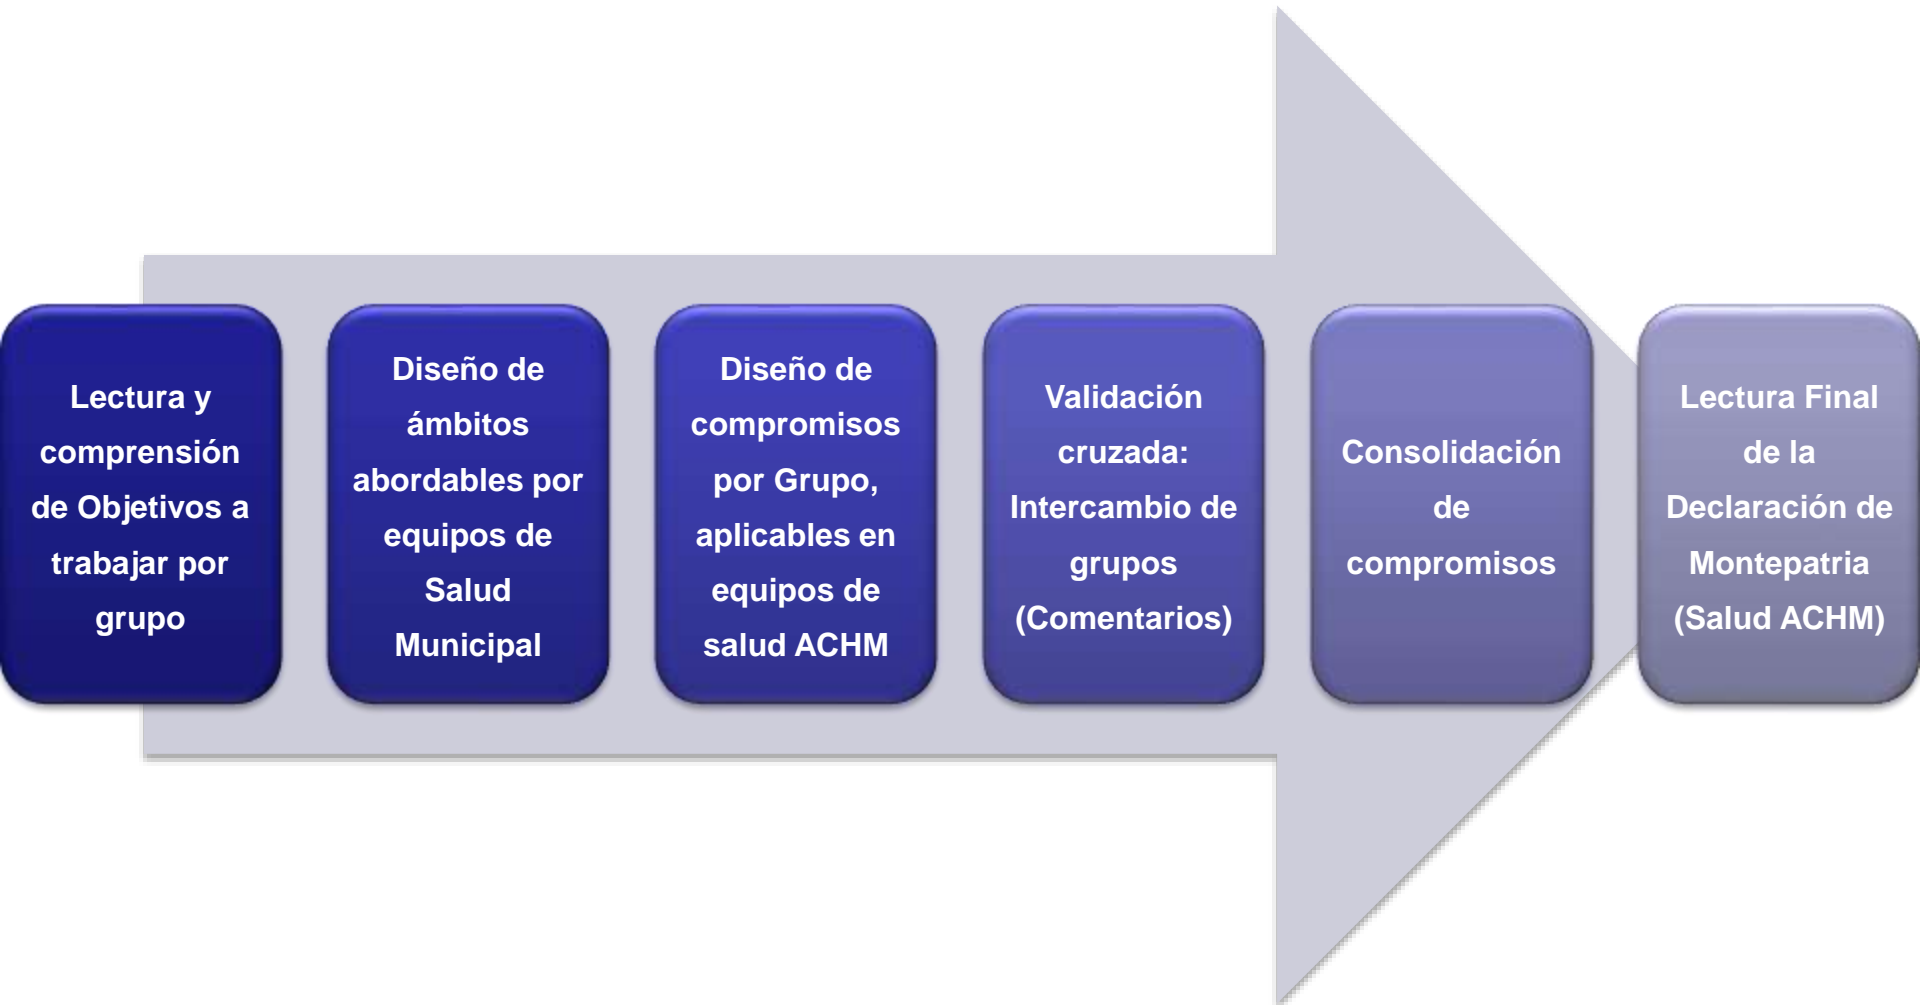 Lectura y
comprensión
de Objetivos a
trabajar por
grupo
Diseño de
ámbitos
abordables por
equipos de
Salud
Municipal
Diseño de
compromisos
por Grupo,
aplicables en
equipos de
salud ACHM
Validación
cruzada:
Intercambio de
grupos
(Comentarios)
Consolidación
de
compromisos
Lectura Final
de la
Declaración de
Montepatria
(Salud ACHM)